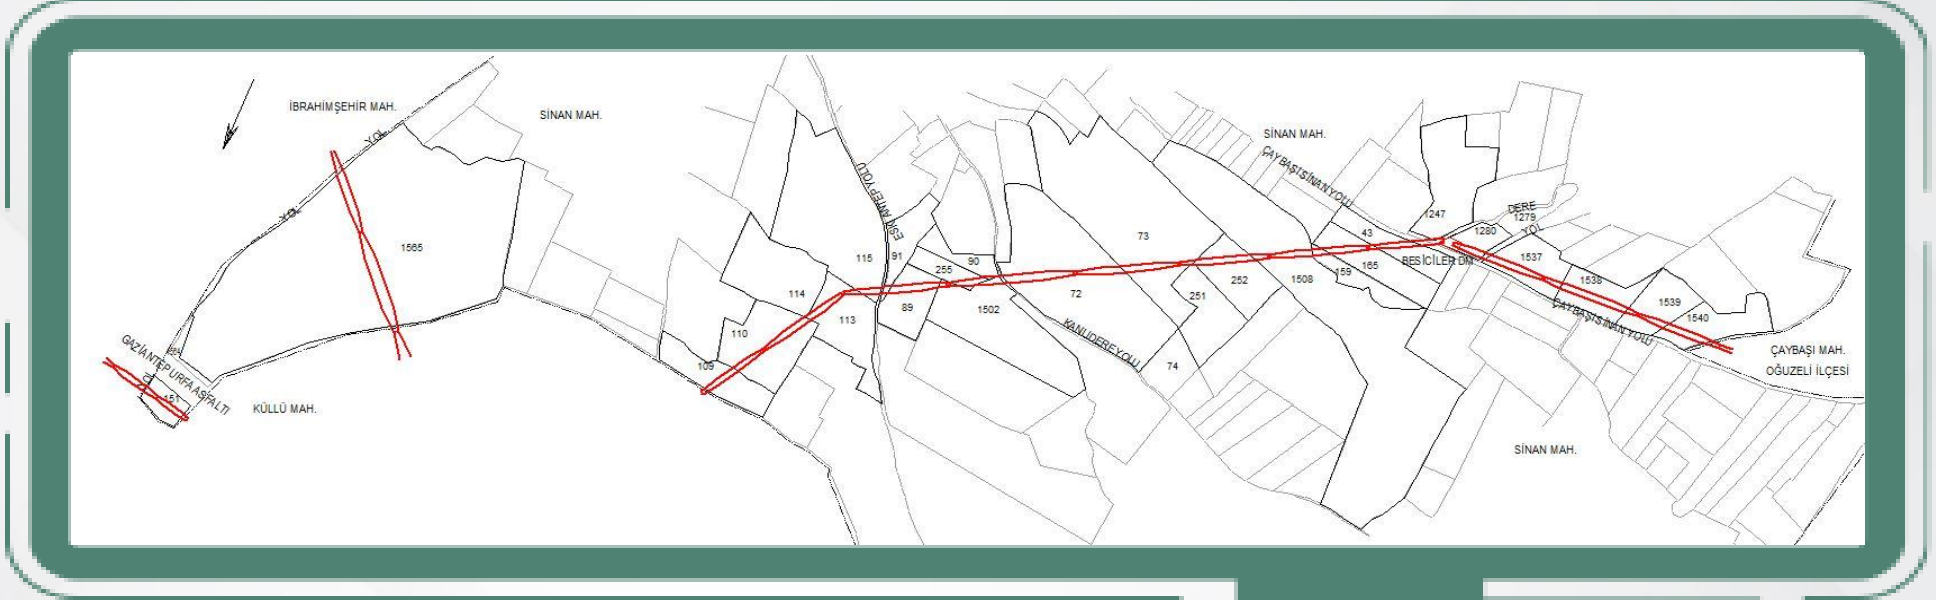 İBRAHİMŞEHİR MAH.
SİNAN MAH.
YOL
YOL
1565
GAZİANTEP URFA ASFALTI
151
KÜLLÜ MAH.
ESKİ ANTEP YOLU
115
91
255
90
114
113
89
1502
110
109
73
72
KANLIDERE YOLU
74
251
252
1508
SİNAN MAH.
ÇAYBAŞI SİNAN YOLU
43
159
165
1247
BESİCİLER DM
DERE
1279
1280
YOL
1537
1538
1539
1540
ÇAYBAŞI SİNAN YOLU
ÇAYBAŞI MAH.
OĞUZELİ İLÇESİ
SİNAN MAH.